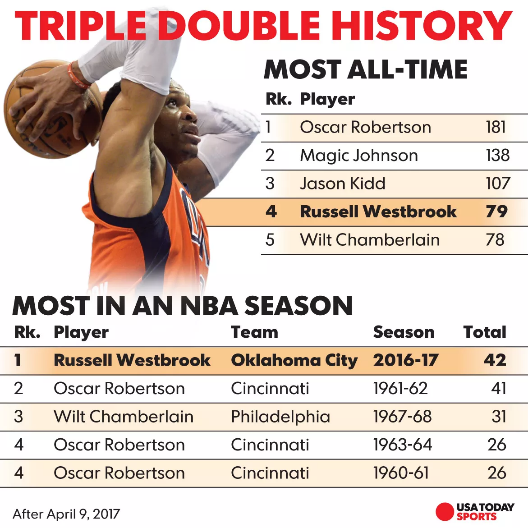 TRIPLE DOUBLE HISTORY
MOST ALL-TIME
Rk. Player
1 Oscar Robertson 181
2 Magic Johnson 138
3 Jason Kidd 107
4 Russell Westbrook 79
5 Wilt Chamberlain 78
MOST IN AN NBA SEASON
Rk. Player Team Season Total
1 Russell Westbrook Oklahoma City 2016-17 42
2 Oscar Robertson Cincinnati 1961-62 41
3 Wilt Chamberlain Philadelphia 1967-68 31
4 Oscar Robertson Cincinnati 1963-64 26
4 Oscar Robertson Cincinnati 1960-61 26
After April 9, 2017
USA TODAY
SPORTS